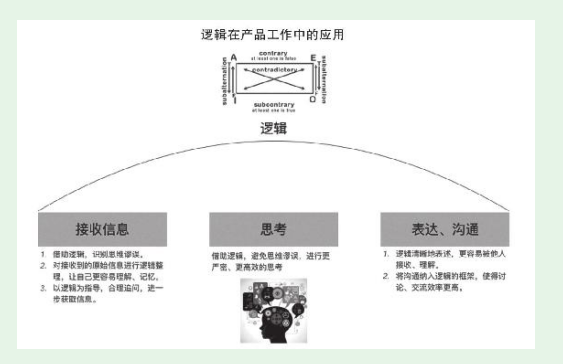 逻辑在产品工作中的应用
contrary
at least one is false
A
E
subalternation
contradictory
subalternation
I
O
subcontrary
at least one is true
逻辑
接收信息
1. 借助逻辑，识别思维谬误。
2. 对接收到的原始信息进行逻辑整
理，让自己更容易理解、记忆。
3. 以逻辑为指导，合理追问，进一
步获取信息。
思考
借助逻辑，避免思维谬误，进行更
严密、更高效的思考
表达、沟通
1. 逻辑清晰地表述，更容易被他人
接收、理解。
2. 将沟通纳入逻辑的框架，使得讨
论、交流效率更高。